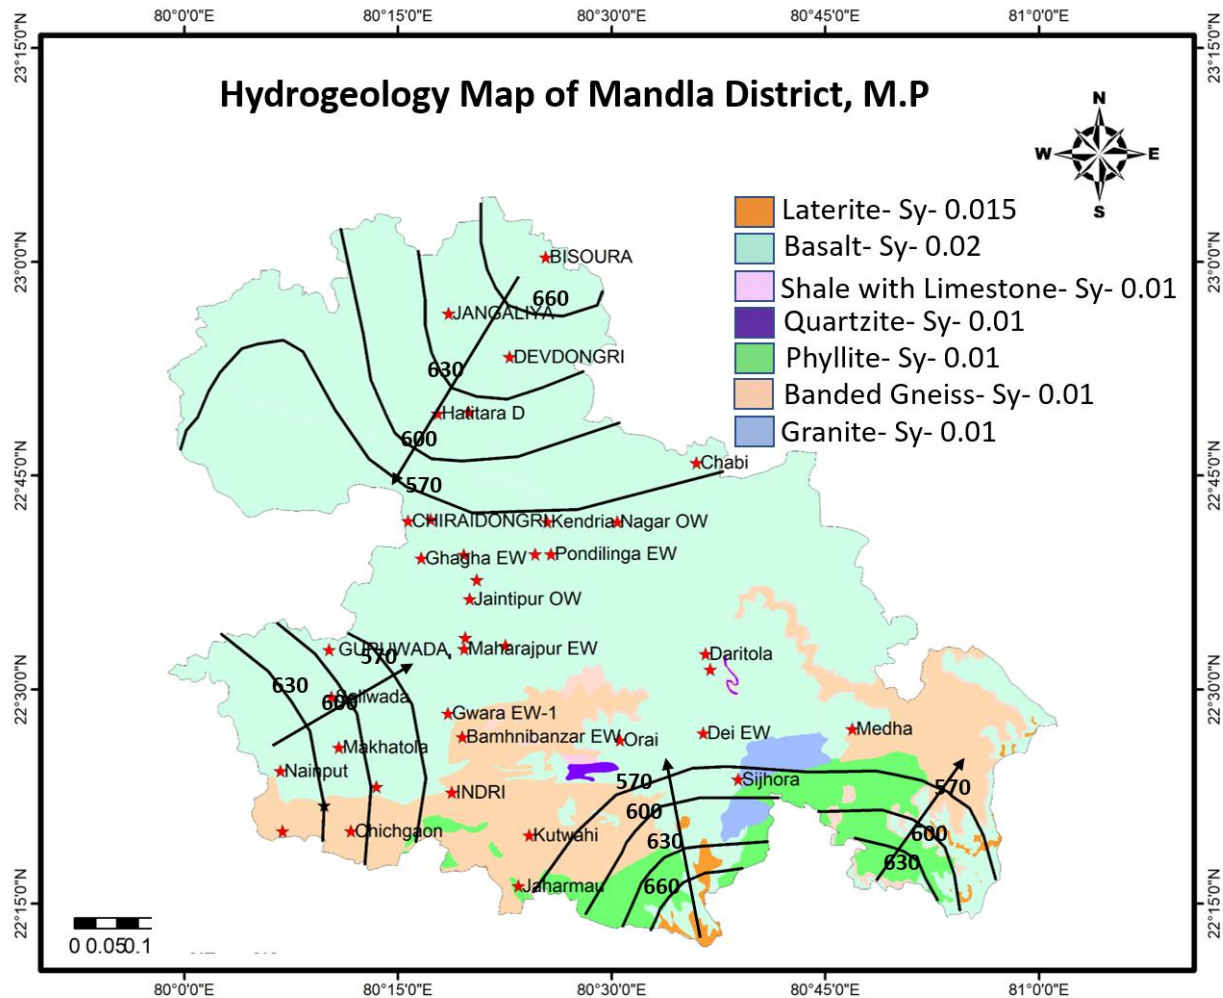 80°0'0"E 80°15'0"E 80°30'0"E 80°45'0"E 81°0'0"E
23°15'0"N 23°15'0"N
Hydrogeology Map of Mandla District, M.P
N
W E
S
Laterite- Sy- 0.015
Basalt- Sy- 0.02
Shale with Limestone- Sy- 0.01
Quartzite- Sy- 0.01
Phyllite- Sy- 0.01
Banded Gneiss- Sy- 0.01
Granite- Sy- 0.01
23°0'0"N 23°0'0"N
BISOURA
660
JANGALIYA
DEVDONGRI
630
Hatitara D
600
Chabi
22°45'0"N 22°45'0"N
570
CHIRAIDONGRI Kendria Nagar OW
Ghagha EW Pondilinga EW
Jaintipur OW
GURUWADA Maharajpur EW
570
Daritola
630
22°30'0"N 22°30'0"N
600
Gwara EW-1
Bamhnibanzar EW Orai Dei EW Medha
Makhatola
Nainput
570 Sijhora 570
INDRI
600
Chichgaon Kutwahi 600
630 630
Jaharmau 660
22°15'0"N 22°15'0"N
0 0.05 0.1
80°0'0"E 80°15'0"E 80°30'0"E 80°45'0"E 81°0'0"E